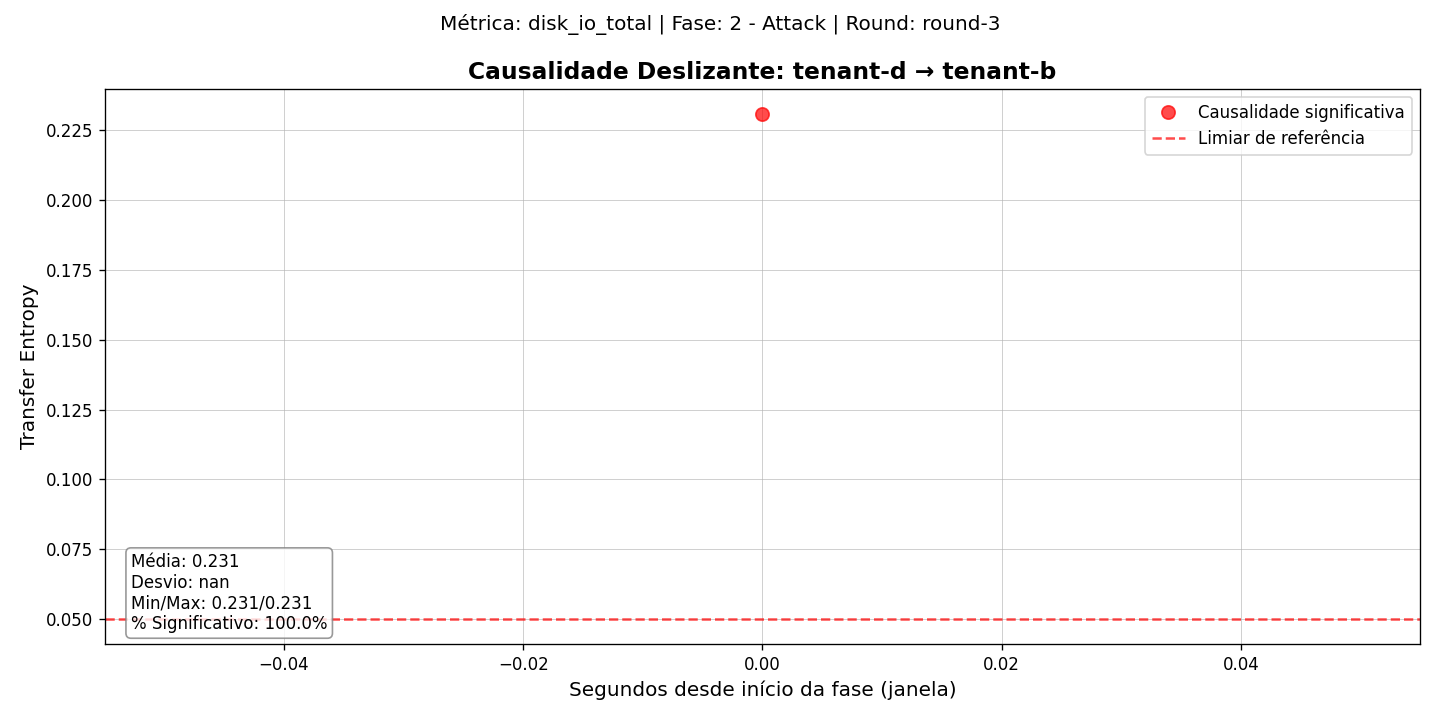 Métrica: disk_io_total | Fase: 2 - Attack | Round: round-3
Causalidade Deslizante: tenant-d → tenant-b
Causalidade significativa
Limiar de referência
Transfer Entropy
0.225
0.200
0.175
0.150
0.125
0.100
0.075
0.050
Média: 0.231
Desvio: nan
Min/Max: 0.231/0.231
% Significativo: 100.0%
−0.04
−0.02
0.00
0.02
0.04
Segundos desde início da fase (janela)